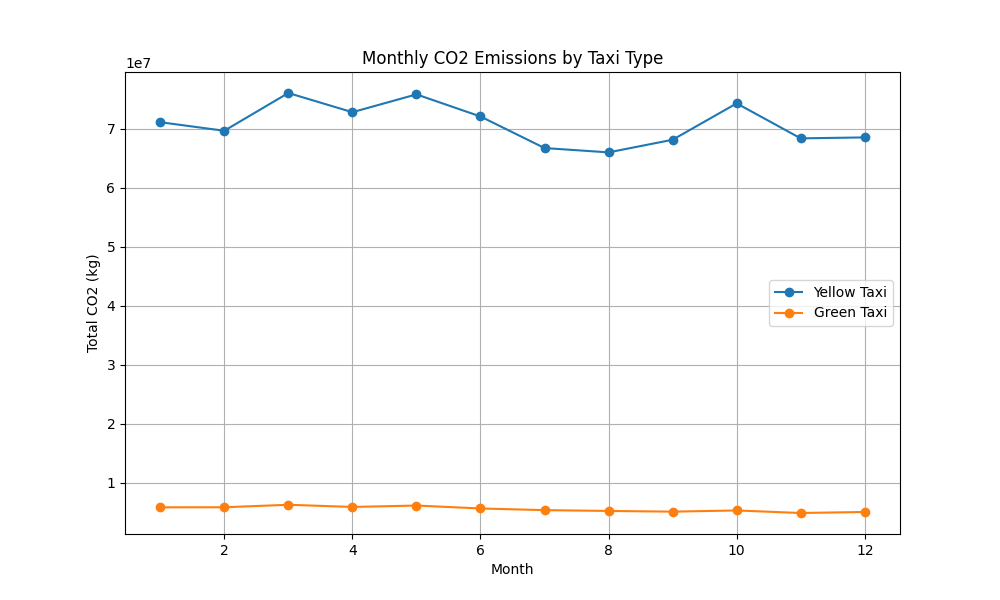 Monthly CO2 Emissions by Taxi Type
1e7
7
6
5
4
3
2
1
Total CO2 (kg)
Yellow Taxi
Green Taxi
2 4 6 8 10 12
Month